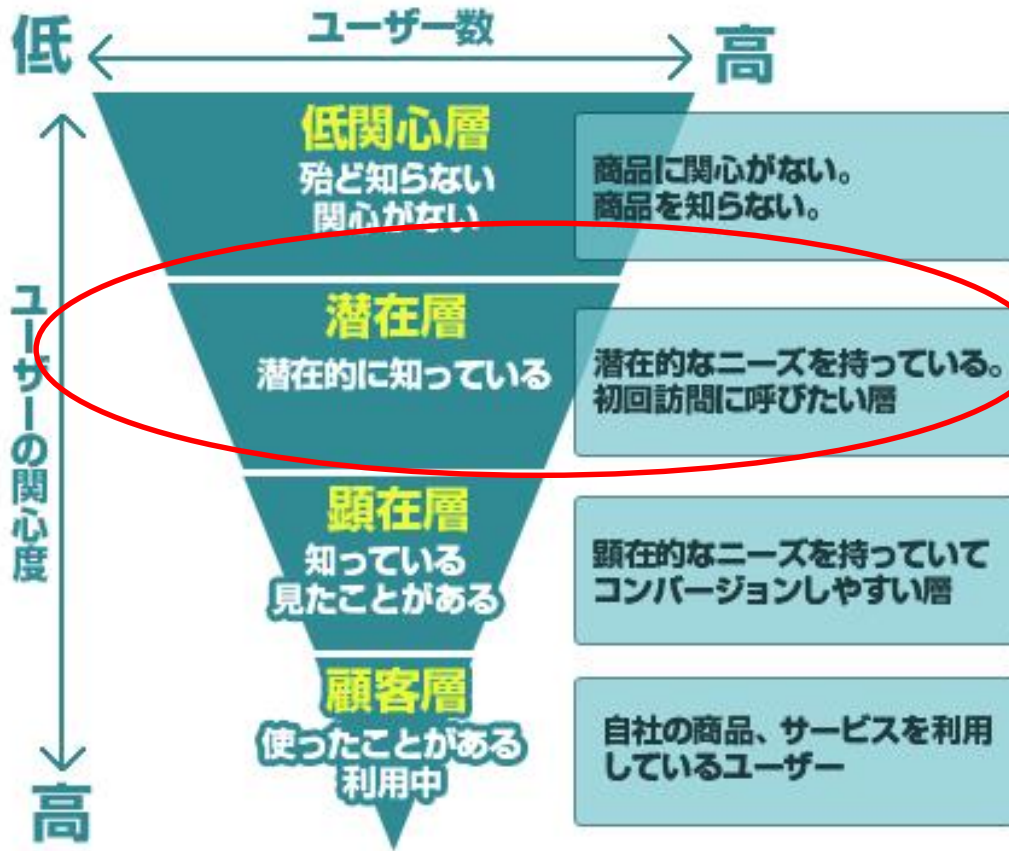 低
ユーザー数
高
低関心層
殆ど知らない
関心がない
商品に関心がない。
商品を知らない。
ユーザーの関心度
潜在層
潜在的に知っている
潜在的なニーズを持っている。
初回訪問に呼びたい層
顕在層
知っている
見たことがある
顕在的なニーズを持っていて
コンバージョンしやすい層
顧客層
使ったことがある
利用中
自社の商品、サービスを利用
しているユーザー
高